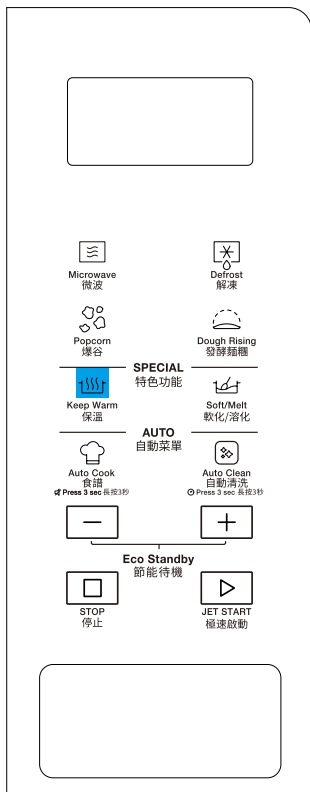 Microwave
微波
Defrost
解凍
Popcorn
爆谷
Dough Rising
發酵麵糰
SPECIAL
特色功能
Keep Warm
保溫
Soft/Melt
軟化/溶化
AUTO
自動菜單
Auto Cook
食譜
Press 3 sec 長按3秒
Auto Clean
自動清洗
Press 3 sec 長按3秒
Eco Standby
節能待機
STOP
停止
JET START
極速啟動